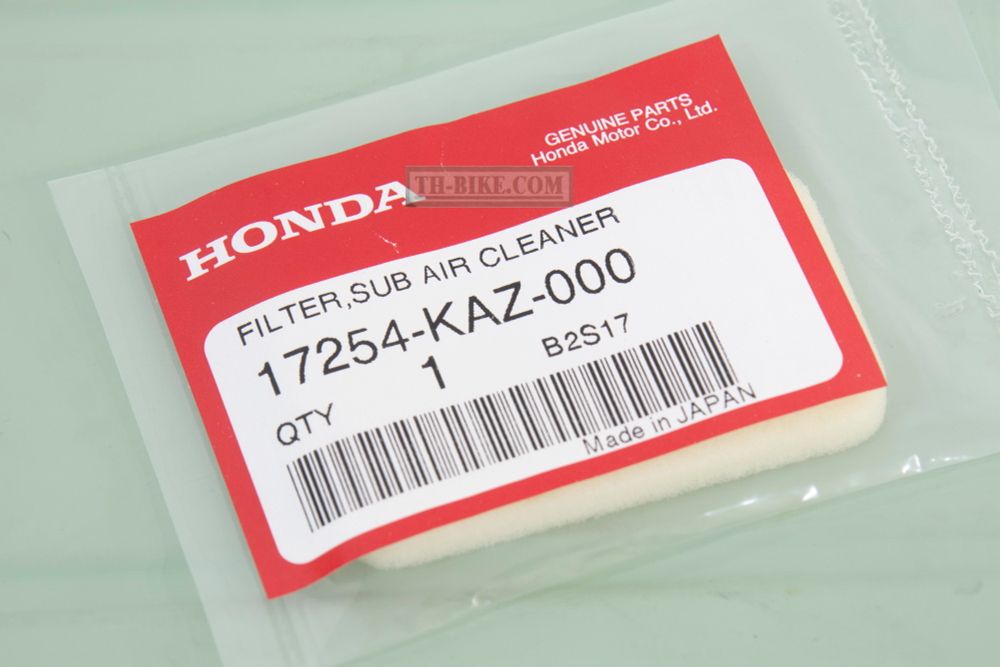 GENUINE PARTS
Honda Motor Co., Ltd.
HONDA
TH-BIKE.COM
FILTER,SUB AIR CLEANER
17254-KAZ-000
QTY 1 B2S17
Made in JAPAN